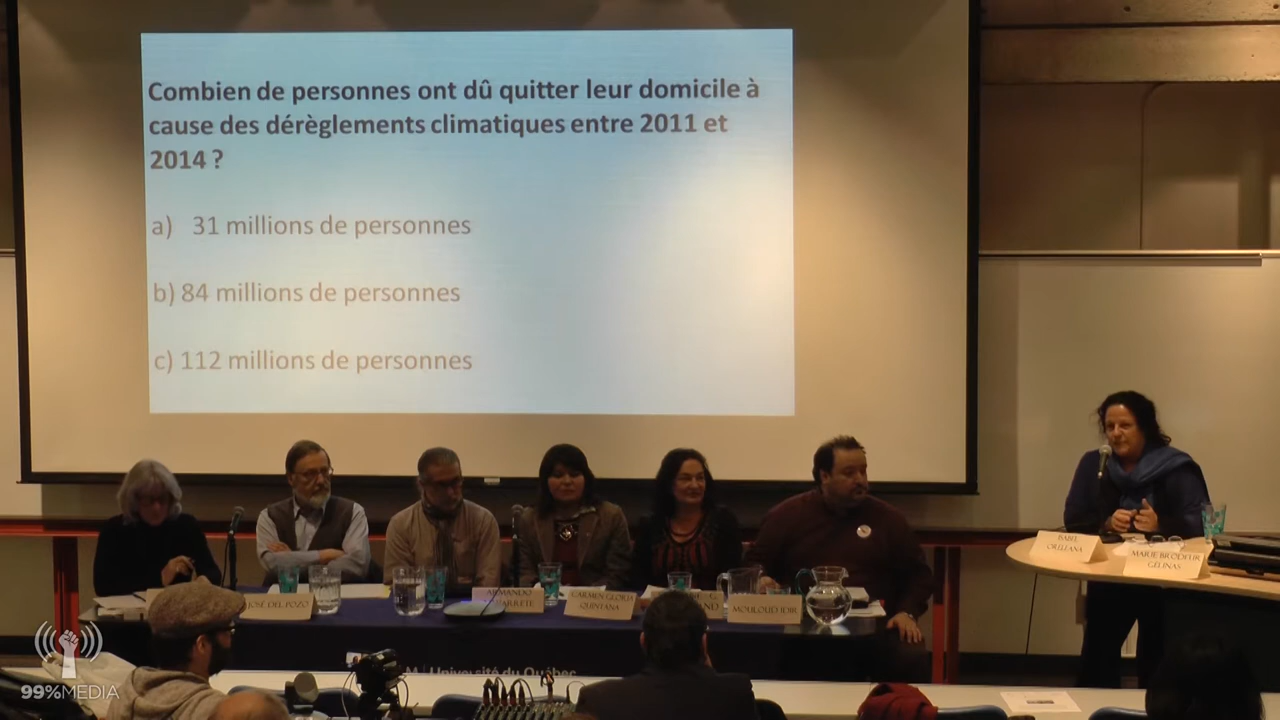 Combien de personnes ont dû quitter leur domicile à
cause des dérèglements climatiques entre 2011 et
2014 ?
a) 31 millions de personnes
b) 84 millions de personnes
c) 112 millions de personnes
ISABEL
ORELLANA
MARIE BRODEUR
GÉLINAS
JOSÉ DEL POZO
ARMANDO
CARMEN GLORIA
QUINTANA
MOULOUD IDIR
M | Université du Québec
99%MEDIA